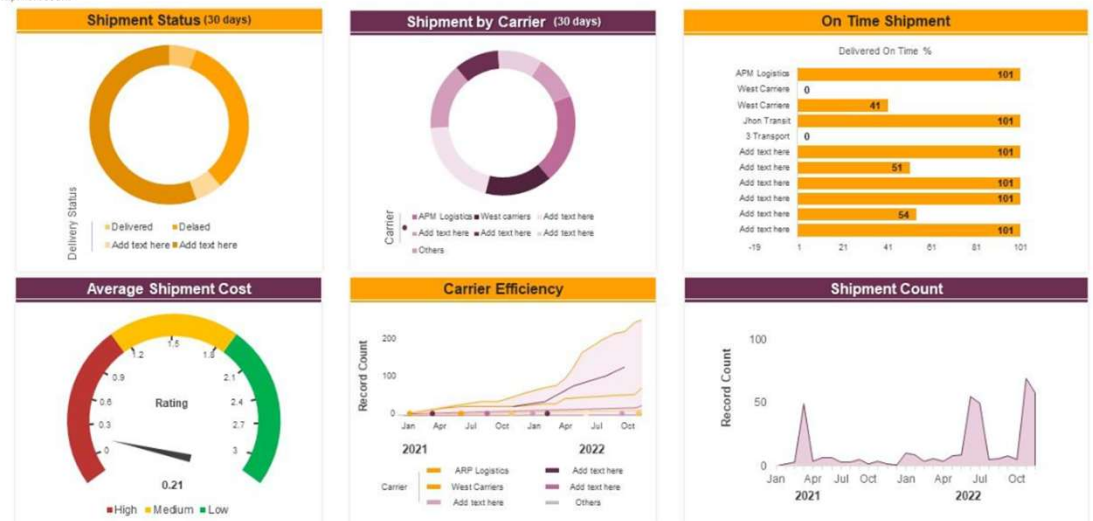 Shipment Status (30 days)
Delivery Status
Delivered
Delaed
Add text here
Add text here
Shipment by Carrier (30 days)
Carrier
APM Logistics
West carriers
Add text here
Add text here
Add text here
Add text here
Others
On Time Shipment
Delivered On Time %
APM Logistics 101
West Carriers 0
West Carriers 41
Jhon Transit 101
3 Transport 0
Add text here 101
Add text here 51
Add text here 101
Add text here 101
Add text here 54
Add text here 101
-19 1 21 41 61 81 101
Average Shipment Cost
0
0.3
0.6
0.9
1.2
1.5
1.8
2.1
2.4
2.7
3
Rating
0.21
High Medium Low
Carrier Efficiency
Record Count
200
100
0
Jan Apr Jul Oct Jan Apr Jul Oct
2021 2022
Carrier
ARP Logistics
Add text here
West Carriers
Add text here
Add text here
Others
Shipment Count
Record Count
100
50
0
Jan Apr Jul Oct Jan Apr Jul Oct
2021 2022